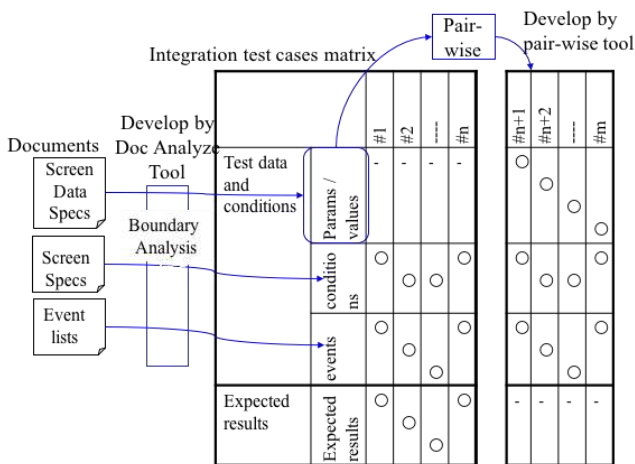 Pair-
wise
Develop by
pair-wise tool
Integration test cases matrix
Documents
Develop by
Doc Analyze
Tool
Boundary
Analysis
Screen
Data
Specs
Screen
Specs
Event
lists
#1
#2
----
#n
#n+1
#n+2
----
#m
Test data
and
conditions
Params /
values
- - - -
conditio
ns
events
Expected
results
Expected
results
- - - -